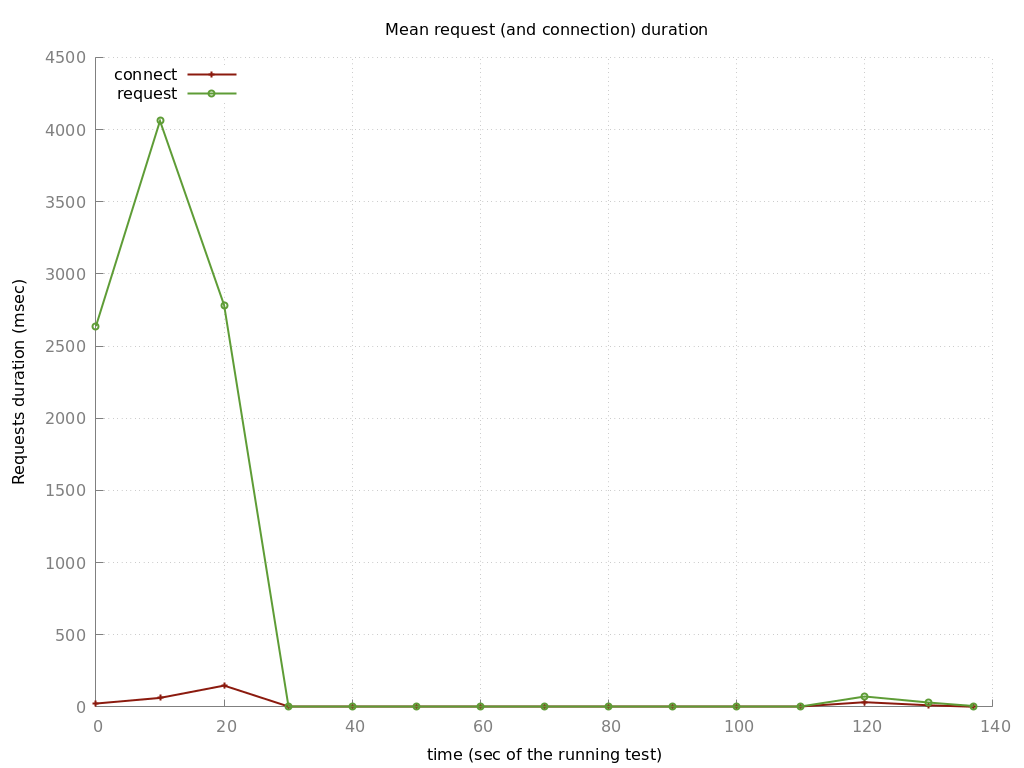 Mean request (and connection) duration
4500
connect
request
4000
3500
3000
2500
2000
1500
1000
500
0
Requests duration (msec)
0 20 40 60 80 100 120 140
time (sec of the running test)